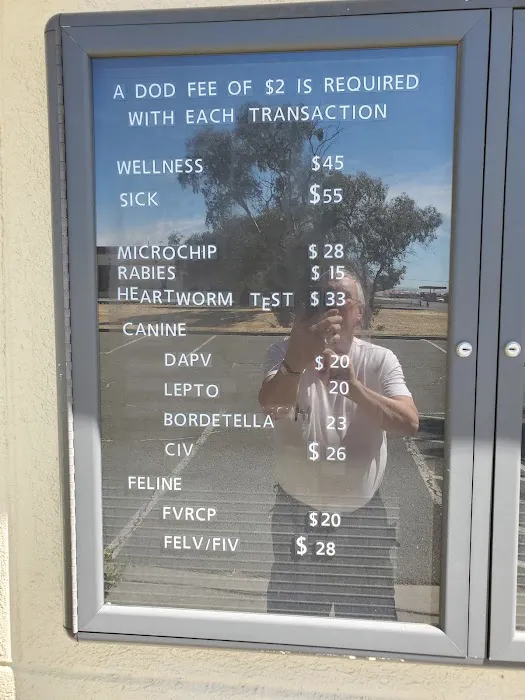 A DOD FEE OF $2 IS REQUIRED
WITH EACH TRANSACTION
WELLNESS $45
SICK $55
MICROCHIP $28
RABIES $15
HEARTWORM TEST $33
CANINE
DAPV $20
LEPTO 20
BORDETELLA 23
CIV $26
FELINE
FVRCP $20
FELV/FIV $28